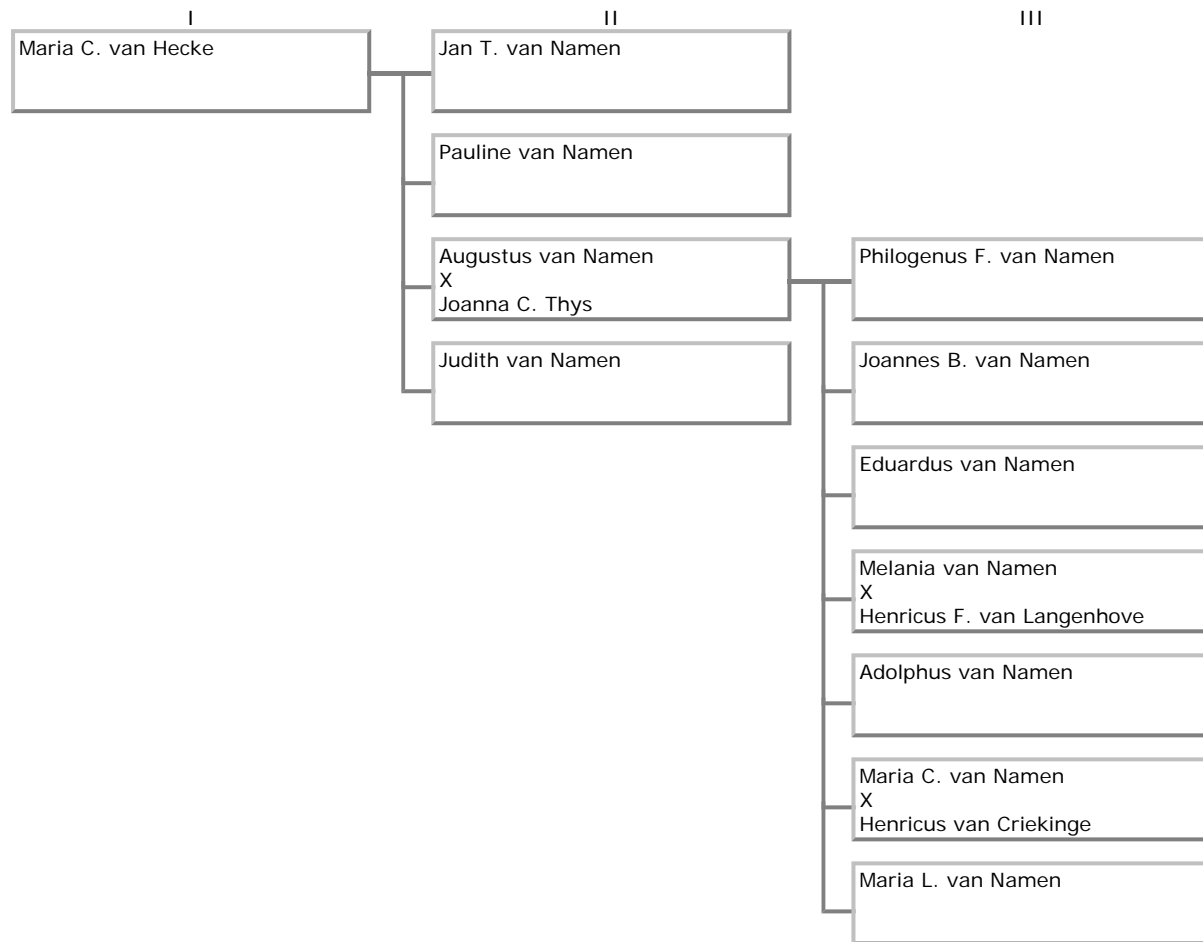 I
II
III
Maria C. van Hecke
Jan T. van Namen
Pauline van Namen
Augustus van Namen
X
Joanna C. Thys
Judith van Namen
Philogenus F. van Namen
Joannes B. van Namen
Eduardus van Namen
Melania van Namen
X
Henricus F. van Langenhove
Adolphus van Namen
Maria C. van Namen
X
Henricus van Criekinge
Maria L. van Namen